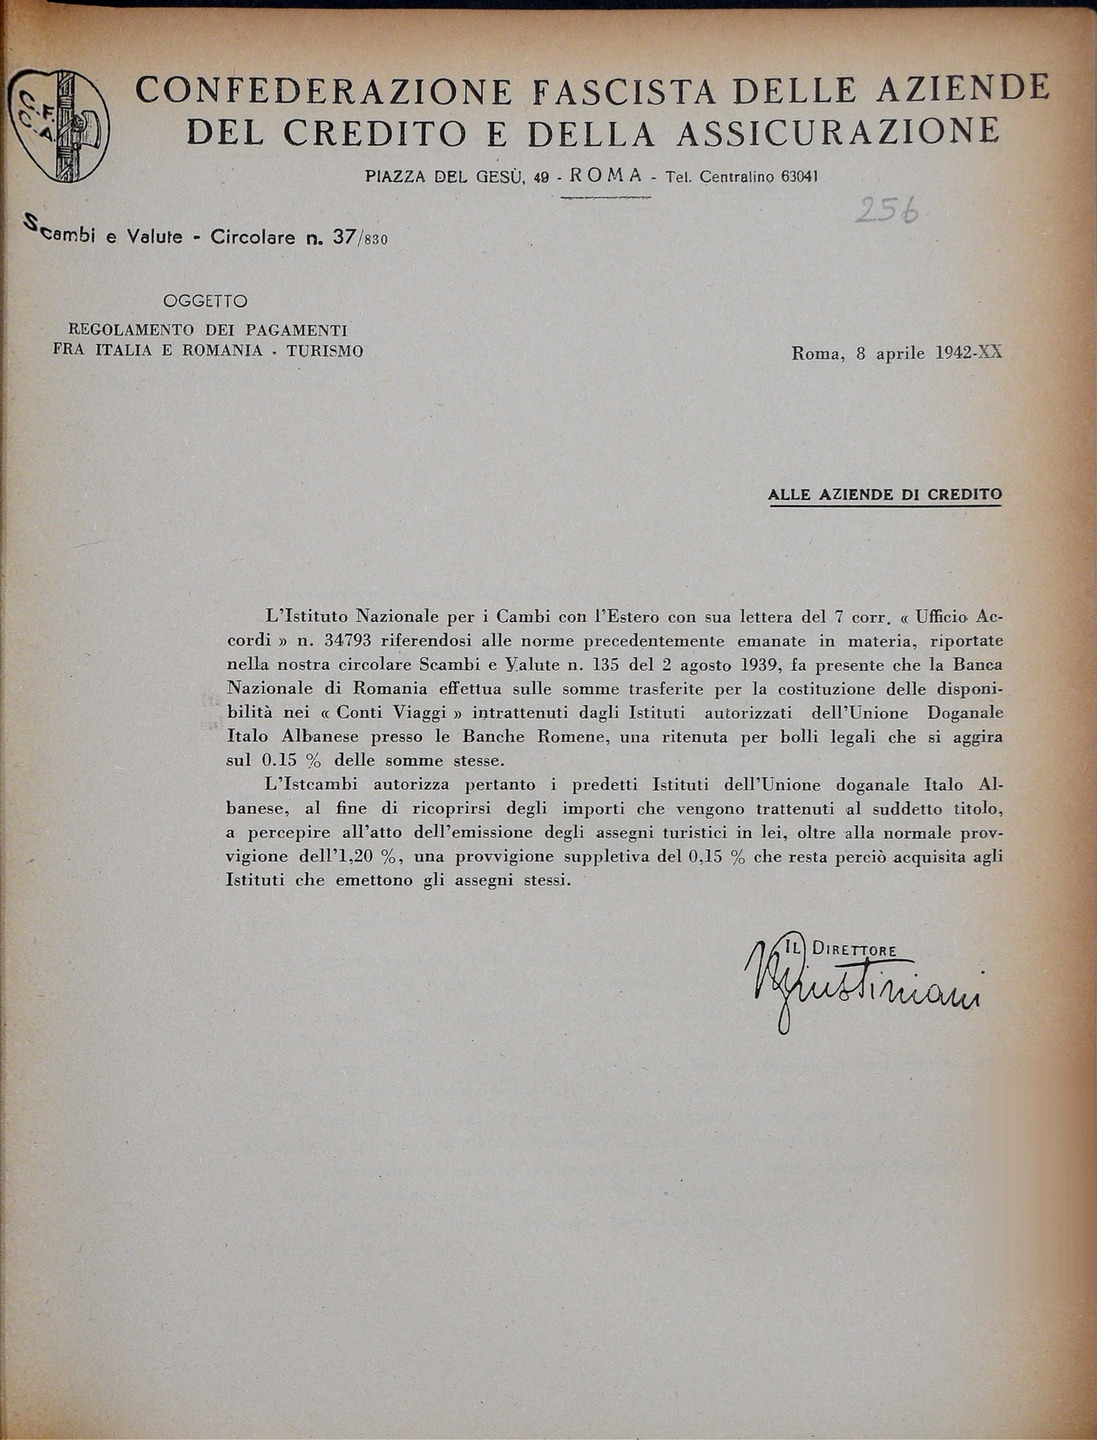 CONFEDERAZIONE FASCISTA DELLE AZIENDE
DEL CREDITO E DELLA ASSICURAZIONE
PIAZZA DEL GESÙ, 49 - ROMA - Tel. Centralino 63041
256
Scambi e Valute - Circolare n. 37/830
OGGETTO
REGOLAMENTO DEI PAGAMENTI
FRA ITALIA E ROMANIA - TURISMO
Roma, 8 aprile 1942-XX
ALLE AZIENDE DI CREDITO
L'Istituto Nazionale per i Cambi con l'Estero con sua lettera del 7 corr. « Ufficio Ac-
cordi » n. 34793 riferendosi alle norme precedentemente emanate in materia, riportate
nella nostra circolare Scambi e Valute n. 135 del 2 agosto 1939, fa presente che la Banca
Nazionale di Romania effettua sulle somme trasferite per la costituzione delle disponi-
bilità nei « Conti Viaggi » intrattenuti dagli Istituti autorizzati dell'Unione Doganale
Italo Albanese presso le Banche Romene, una ritenuta per bolli legali che si aggira
sul 0.15 % delle somme stesse.
L'Istcambi autorizza pertanto i predetti Istituti dell'Unione doganale Italo Al-
banese, al fine di ricoprirsi degli importi che vengono trattenuti al suddetto titolo,
a percepire all'atto dell'emissione degli assegni turistici in lei, oltre alla normale prov-
vigione dell'1,20 %, una provvigione suppletiva del 0,15 % che resta perciò acquisita agli
Istituti che emettono gli assegni stessi.
IL DIRETTORE
Giustiniani